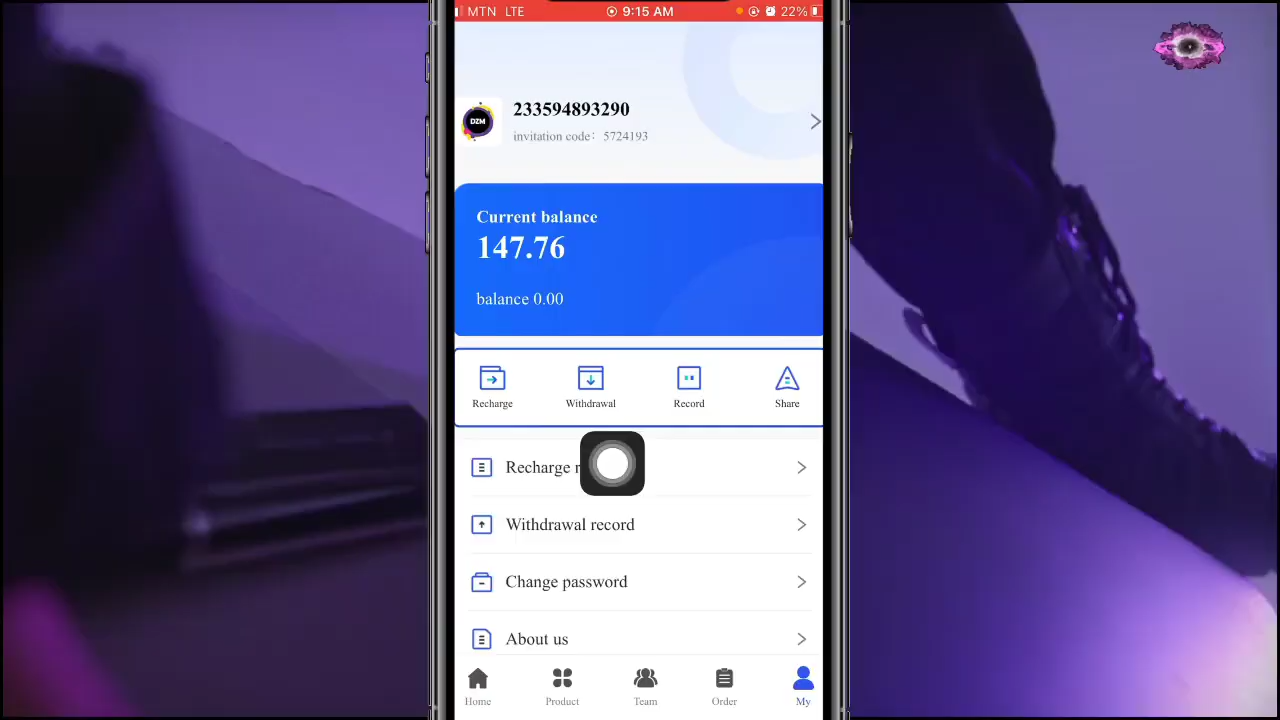 MTN LTE 9:15 AM 22%
233594893290
DZM
invitation code: 5724193
Current balance
147.76
balance 0.00
Recharge Withdrawal Record Share
Recharge r
Withdrawal record
Change password
About us
Home Product Team Order My